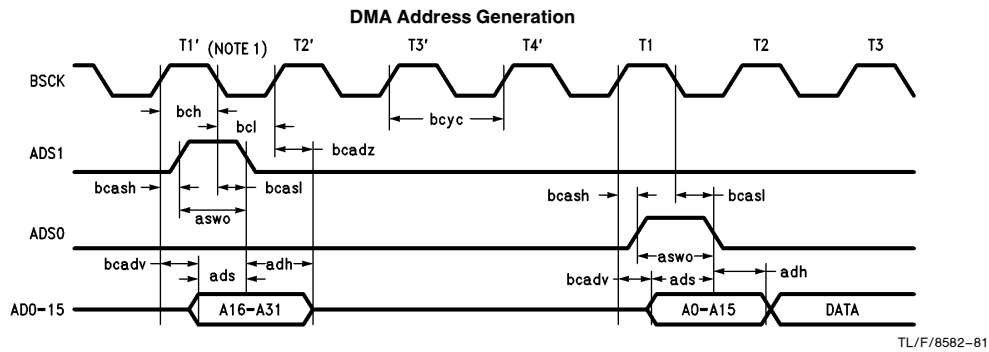 DMA Address Generation
T1′ (NOTE 1) T2′ T3′ T4′ T1 T2 T3
BSCK
bch
bcl
bcyc
bcadz
ADS1
bcash bcasl bcash bcasl
aswo
ADS0
aswo
bcadv adh
ads
bcadv ads adh
AD0-15 A16-A31 A0-A15 DATA
TL/F/8582-81